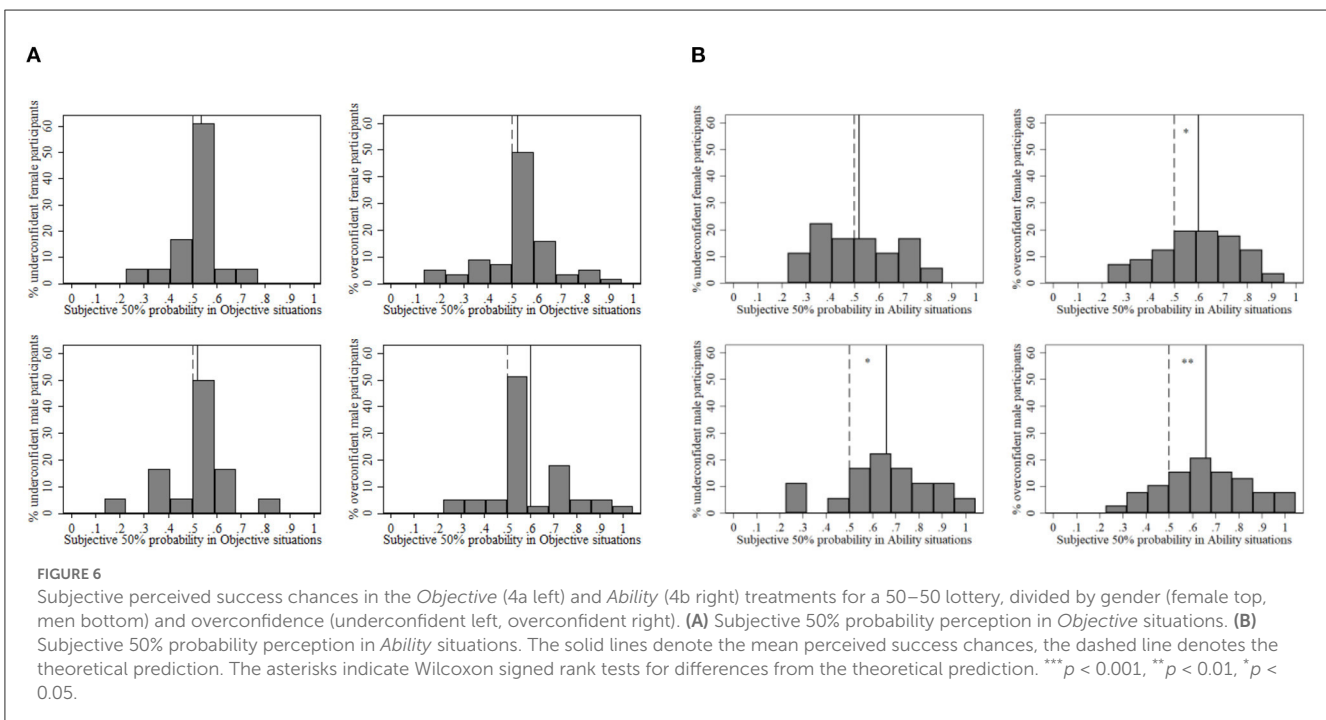 A
B
% underconfident female participants
0 10 20 30 40 50 60
0 .1 .2 .3 .4 .5 .6 .7 .8 .9 1
Subjective 50% probability in Objective situations
% overconfident female participants
0 10 20 30 40 50 60
0 .1 .2 .3 .4 .5 .6 .7 .8 .9 1
Subjective 50% probability in Objective situations
% underconfident female participants
0 10 20 30 40 50 60
0 .1 .2 .3 .4 .5 .6 .7 .8 .9 1
Subjective 50% probability in Ability situations
% overconfident female participants
0 10 20 30 40 50 60
*
0 .1 .2 .3 .4 .5 .6 .7 .8 .9 1
Subjective 50% probability in Ability situations
% underconfident male participants
0 10 20 30 40 50 60
0 .1 .2 .3 .4 .5 .6 .7 .8 .9 1
Subjective 50% probability in Objective situations
% overconfident male participants
0 10 20 30 40 50 60
0 .1 .2 .3 .4 .5 .6 .7 .8 .9 1
Subjective 50% probability in Objective situations
% underconfident male participants
0 10 20 30 40 50 60
*
0 .1 .2 .3 .4 .5 .6 .7 .8 .9 1
Subjective 50% probability in Ability situations
% overconfident male participants
0 10 20 30 40 50 60
**
0 .1 .2 .3 .4 .5 .6 .7 .8 .9 1
Subjective 50% probability in Ability situations
FIGURE 6
Subjective perceived success chances in the Objective (4a left) and Ability (4b right) treatments for a 50–50 lottery, divided by gender (female top,
men bottom) and overconfidence (underconfident left, overconfident right). (A) Subjective 50% probability perception in Objective situations. (B)
Subjective 50% probability perception in Ability situations. The solid lines denote the mean perceived success chances, the dashed line denotes the
theoretical prediction. The asterisks indicate Wilcoxon signed rank tests for differences from the theoretical prediction. ***p < 0.001, **p < 0.01, *p <
0.05.